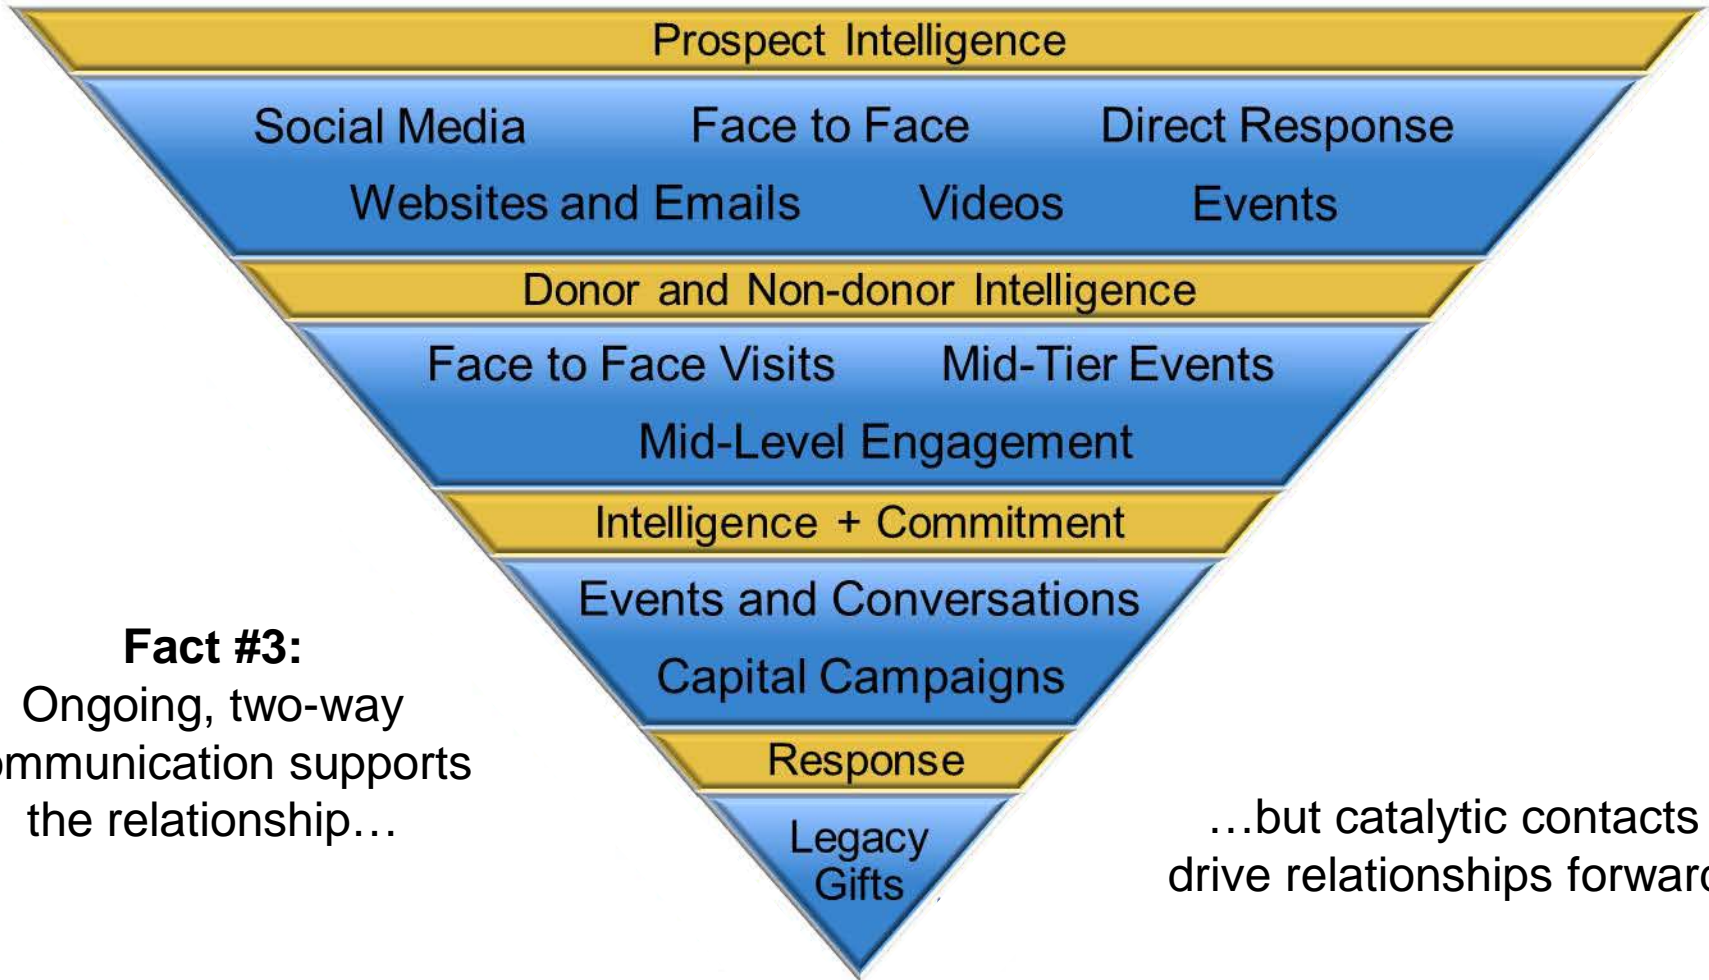 Prospect Intelligence
Social Media Face to Face Direct Response
Websites and Emails Videos Events
Donor and Non-donor Intelligence
Face to Face Visits Mid-Tier Events
Mid-Level Engagement
Intelligence + Commitment
Events and Conversations
Capital Campaigns
Response
Legacy
Gifts
Fact #3:
Ongoing, two-way
ommunication supports
the relationship…
…but catalytic contacts
drive relationships forward